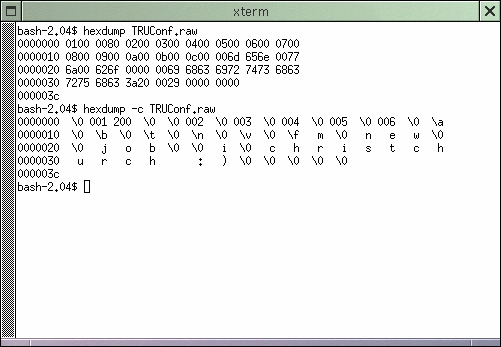 xterm
bash-2.04$ hexdump TRUConf.raw
0000000 0100 0080 0200 0300 0400 0500 0600 0700
0000010 0800 0900 0a00 0b00 0c00 006d 656e 0077
0000020 6a00 626f 0000 0069 6863 6972 7473 6863
0000030 7275 6863 3a20 0029 0000 0000
000003c
bash-2.04$ hexdump -c TRUConf.raw
0000000 \0 001 200 \0 \0 002 \0 003 \0 004 \0 005 \0 006 \0 \a
0000010 \0 \b \0 \t \0 \n \0 \v \0 \f m \0 n e w \0
0000020 \0 j o b \0 \0 i \0 c h r i s t c h
0000030 u r c h : ) \0 \0 \0 \0 \0
000003c
bash-2.04$